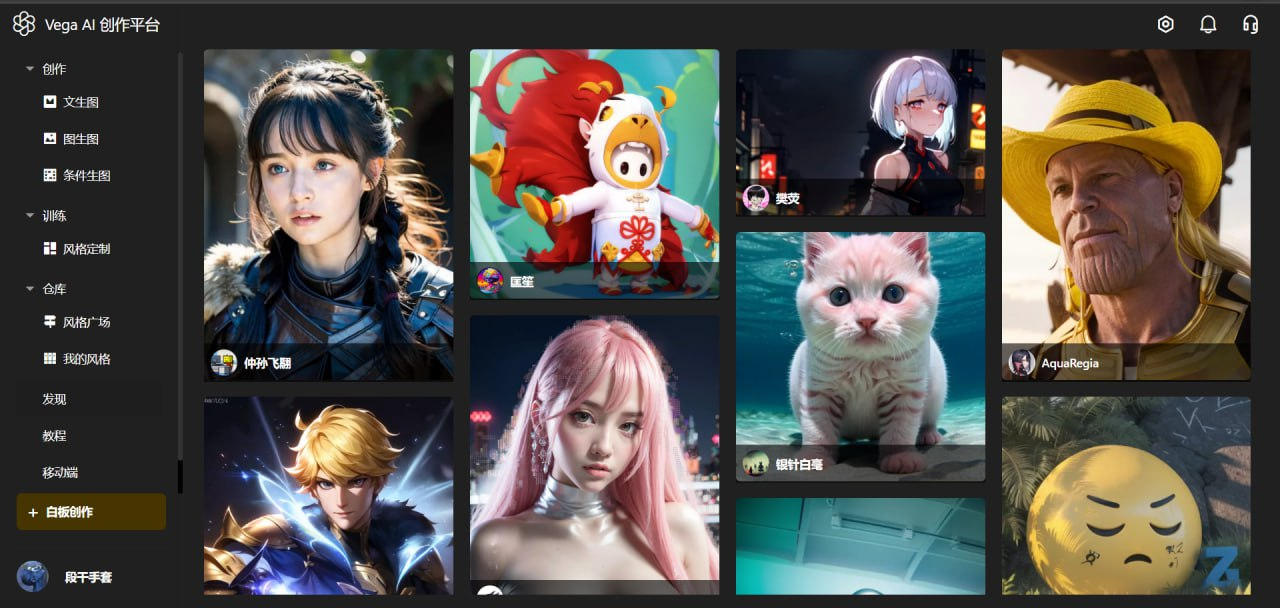 Vega AI 创作平台
创作
文生图
图生图
条件生图
训练
风格定制
仓库
风格广场
我的风格
发现
教程
移动端
+ 白板创作
段干手套
仲孙飞翮
匡笙
樊荧
银针白毫
AquaRegia